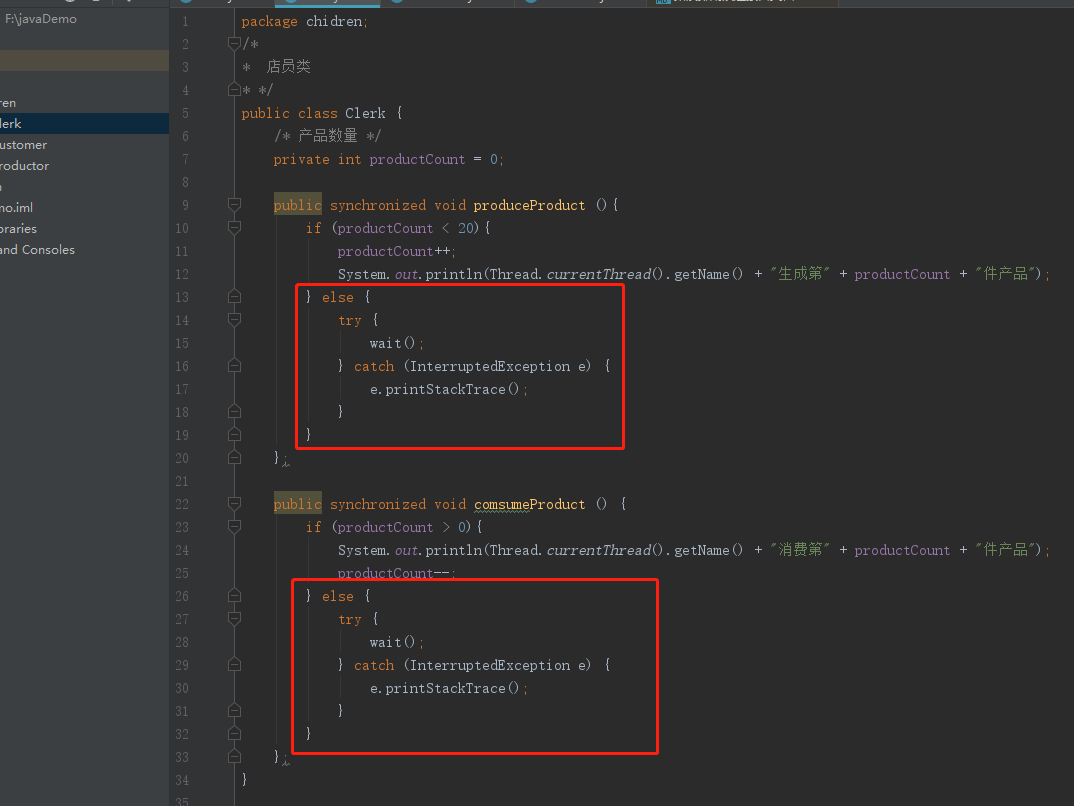 F:\javaDemo
ren
lerk
ustomer
roductor
no.iml
oraries
and Consoles
1 package chidren;
2 /*
3 *  店员类
4 * */
5 public class Clerk {
6     /* 产品数量 */
7     private int productCount = 0;
8
9     public synchronized void produceProduct (){
10         if (productCount < 20){
11             productCount++;
12             System.out.println(Thread.currentThread().getName() + "生成第" + productCount + "件产品");
13         } else {
14             try {
15                 wait();
16             } catch (InterruptedException e) {
17                 e.printStackTrace();
18             }
19         }
20     };
21
22     public synchronized void comsumeProduct () {
23         if (productCount > 0){
24             System.out.println(Thread.currentThread().getName() + "消费第" + productCount + "件产品");
25             productCount--;
26         } else {
27             try {
28                 wait();
29             } catch (InterruptedException e) {
30                 e.printStackTrace();
31             }
32         }
33     };
34 }
35